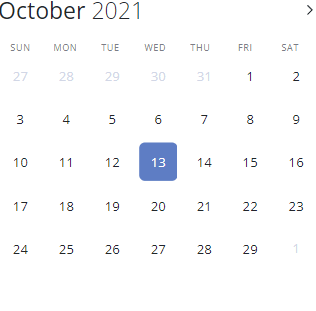 October 2021
SUN MON TUE WED THU FRI SAT
27 28 29 30 31 1 2
3 4 5 6 7 8 9
10 11 12 13 14 15 16
17 18 19 20 21 22 23
24 25 26 27 28 29 1